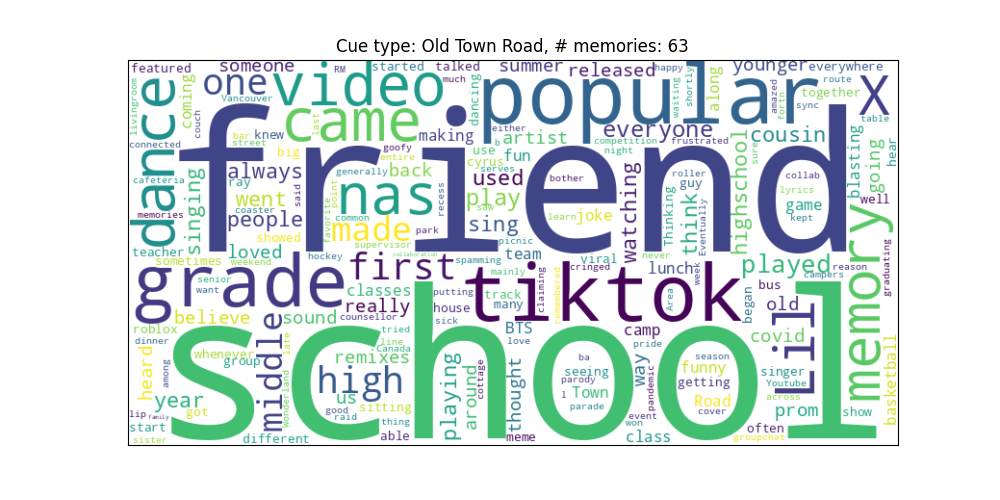 Cue type: Old Town Road, # memories: 63
featured someone RM started talked summer released younger everywhere
livingroom coming one video much dancing popular along waiting shortly happy amazed fortn route together X
couch Vancouver came last making either b artist use everyone competition night frustrated sure cousin sync table
connected dance bar street knew goofy entire cyrus fun friend blasting going hear
cafeteria singing always big generally back serves used bother roller guy collab lyrics well
memories ray went said nas recess play saw learn joke watching Thinking think Eventually highschool game kept
coaster people favorite point common made park sing picnic
teacher loved showed hockey supervisor collaboration team viral never
sometimes weekend first spamming cringed lunch week played campers reason graduating
grade senior want classes putting mainly tiktok claiming remembered Area began bus old memory
roblox believe sound really counsellor house track many camp covid Lil
dinner late sick BTS love pride
heard among whenever group middle wonderland remixes tried line Canada way funny season singer Youtube basketball
year high us cottage thought ba seeing parody 1 Town pandemic getting Road across
lip family got good raid sitting playing around parade event cover prom show
start sister different thing able school meme won class often groupchat